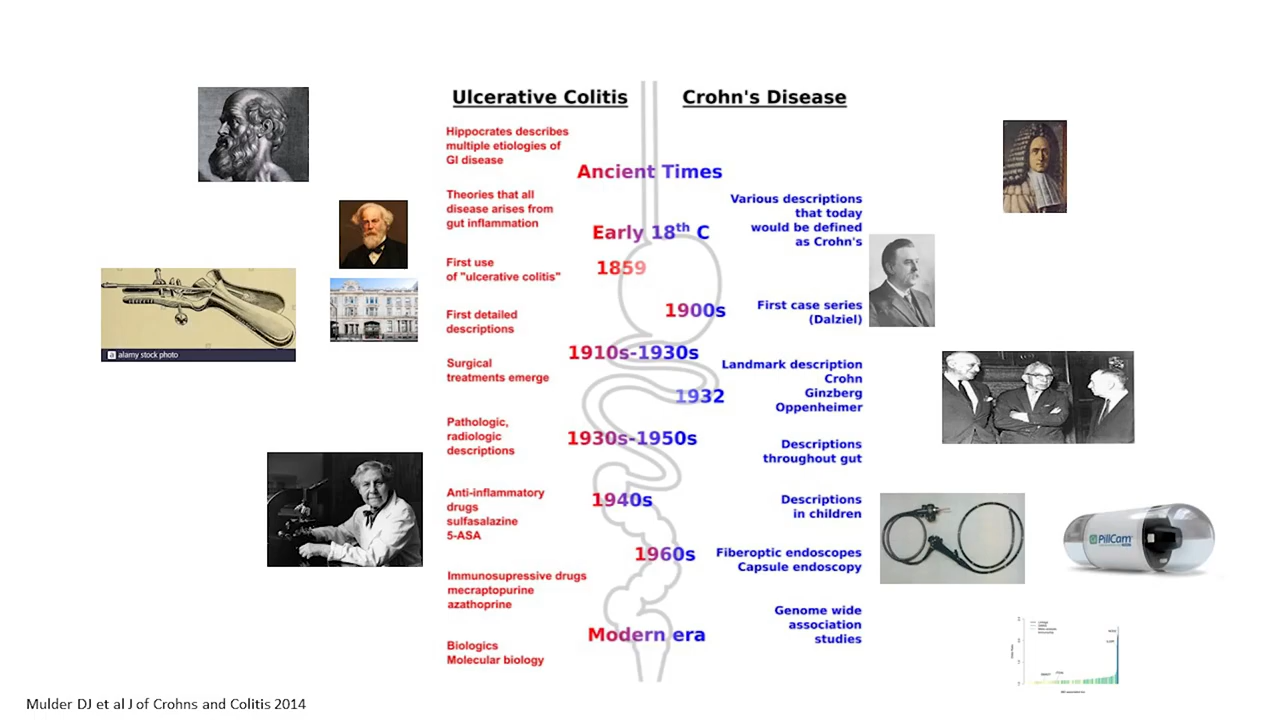 Ulcerative Colitis
Crohn's Disease
Hippocrates describes
multiple etiologies of
GI disease
Ancient Times
Theories that all
disease arises from
gut inflammation
Various descriptions
that today
would be defined
as Crohn's
Early 18th C
First use
of "ulcerative colitis"
1859
First detailed
descriptions
1900s
First case series
(Dalziel)
alamy stock photo
1910s-1930s
Surgical
treatments emerge
Landmark description
Crohn
Ginzberg
Oppenheimer
1932
Pathologic,
radiologic
descriptions
1930s-1950s
Descriptions
throughout gut
Anti-inflammatory
drugs
sulfasalazine
5-ASA
1940s
Descriptions
in children
1960s
Fiberoptic endoscopes
Capsule endoscopy
PillCam
Immunosupressive drugs
mecraptopurine
azathoprine
Genome wide
association
studies
Modern era
Biologics
Molecular biology
Mulder DJ et al J of Crohns and Colitis 2014